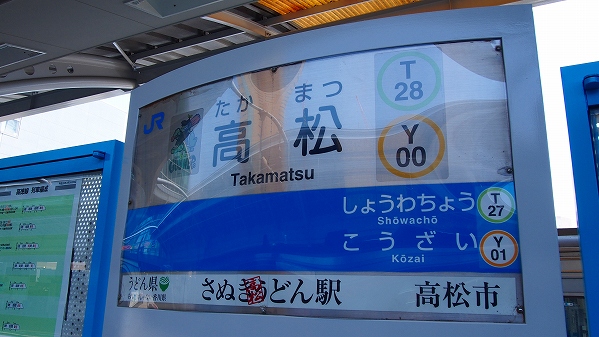 JR
たか まつ
高松
Takamatsu
T
28
Y
00
しょうわちょう
Shōwachō
T
27
こうざい
Kōzai
Y
01
うどん県
さぬきうどん駅
高松市